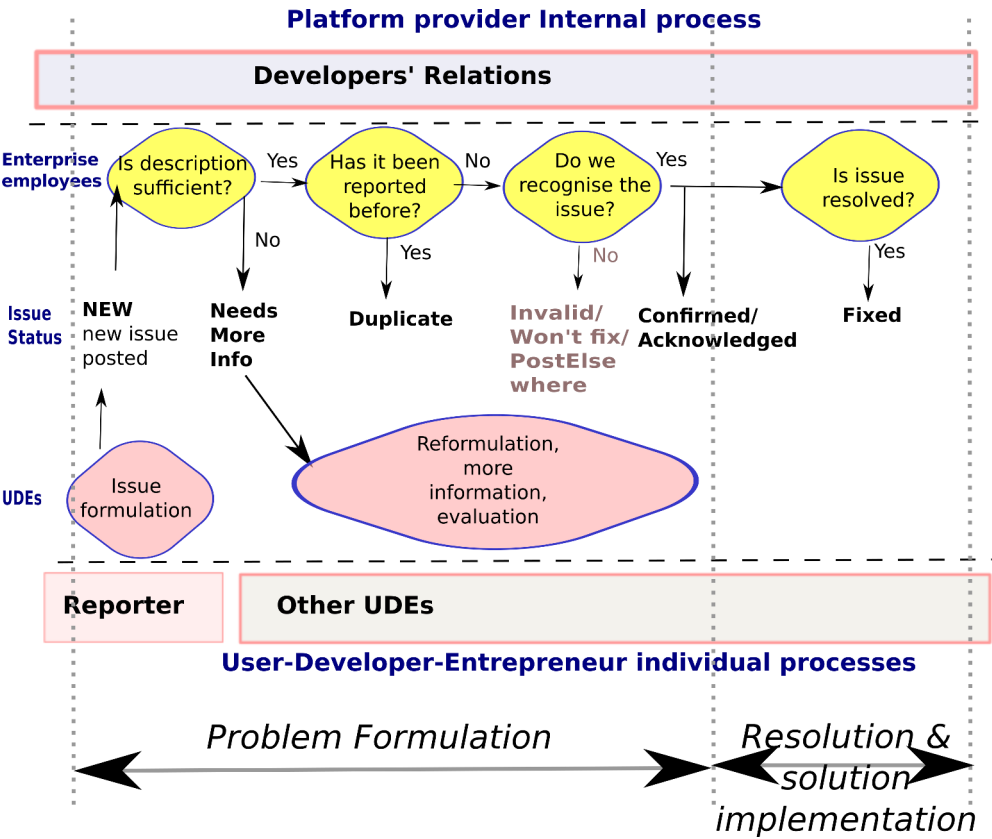 Platform provider Internal process
Developers' Relations
Enterprise
employees
Is description
sufficient?
Yes
Has it been
reported
before?
No
Do we
recognise the
issue?
Yes
Is issue
resolved?
No
Yes
No
Yes
Issue
Status
NEW
new issue
posted
Needs
More
Info
Duplicate
Invalid/
Won't fix/
PostElse
where
Confirmed/
Acknowledged
Fixed
UDEs
Issue
formulation
Reformulation,
more
information,
evaluation
Reporter
Other UDEs
User-Developer-Entrepreneur individual processes
Problem Formulation
Resolution &
solution
implementation